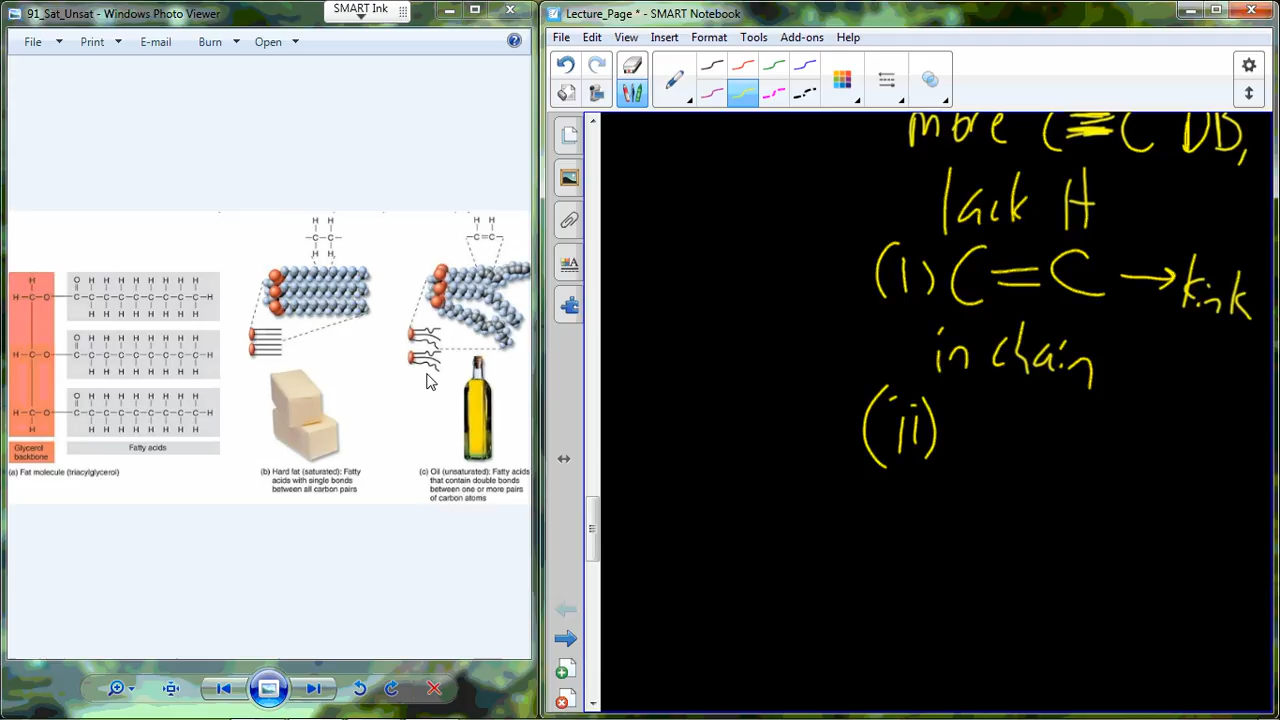 91_Sat_Unsat - Windows Photo Viewer
SMART Ink
File Print E-mail Burn Open
H H
C C
H H
H H
C=C
H O H H H H H H H H H
H C O C C C C C C C C C C H
H H H H H H H H H
O H H H H H H H H H
H C O C C C C C C C C C C H
H H H H H H H H H
O H H H H H H H H H
H C O C C C C C C C C C C H
H H H H H H H H H H
Glycerol
backbone
Fatty acids
(a) Fat molecule (triacylglycerol)
(b) Hard fat (saturated): Fatty
acids with single bonds
between all carbon pairs
(c) Oil (unsaturated): Fatty acids
that contain double bonds
between one or more pairs
of carbon atoms
Lecture_Page * - SMART Notebook
File Edit View Insert Format Tools Add-ons Help
more C=C DB,
lack H
(i) C=C → kink
in chain
(ii)